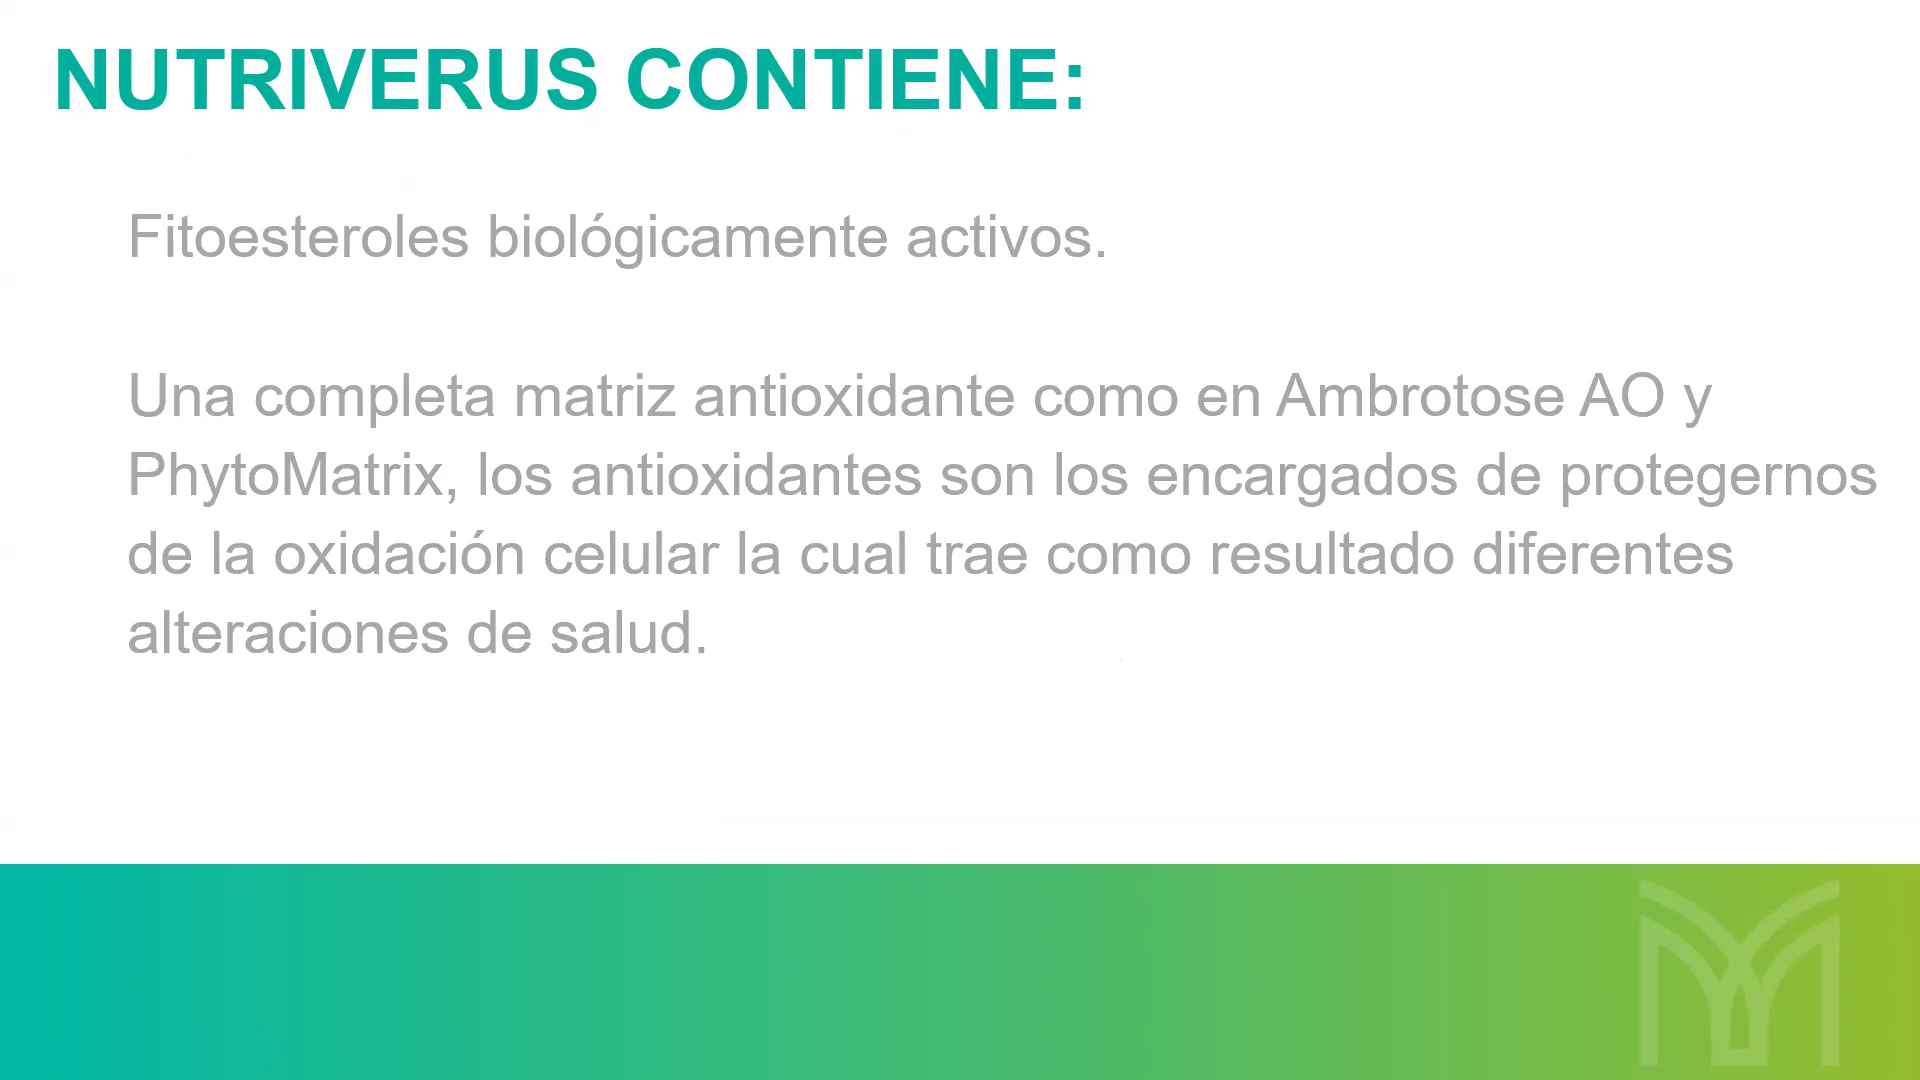 NUTRIVERUS CONTIENE:
Fitoesteroles biológicamente activos.
Una completa matriz antioxidante como en Ambrotose AO y
PhytoMatrix, los antioxidantes son los encargados de protegernos
de la oxidación celular la cual trae como resultado diferentes
alteraciones de salud.